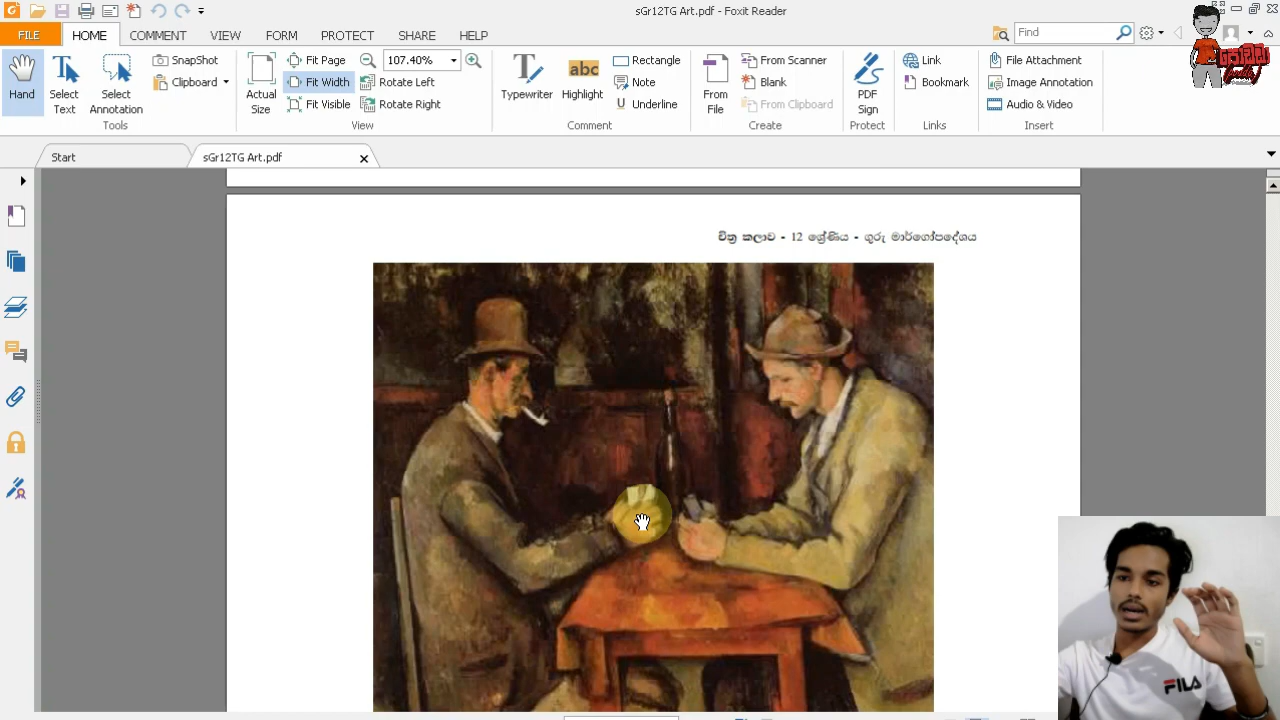 sGr12TG Art.pdf - Foxit Reader
FILE HOME COMMENT VIEW FORM PROTECT SHARE HELP
Find
Hand
Select Text
Select Annotation
SnapShot
Clipboard
Tools
Actual Size
Fit Page
Fit Width
Fit Visible
107.40%
Rotate Left
Rotate Right
View
Typewriter
abc
Highlight
Rectangle
Note
Underline
Comment
From File
From Scanner
Blank
From Clipboard
Create
PDF Sign
Protect
Link
Bookmark
Links
File Attachment
Image Annotation
Audio & Video
Insert
Start
sGr12TG Art.pdf
චිත්‍ර කලාව - 12 ශ්‍රේණිය - ගුරු මාර්ගෝපදේශය
FILA